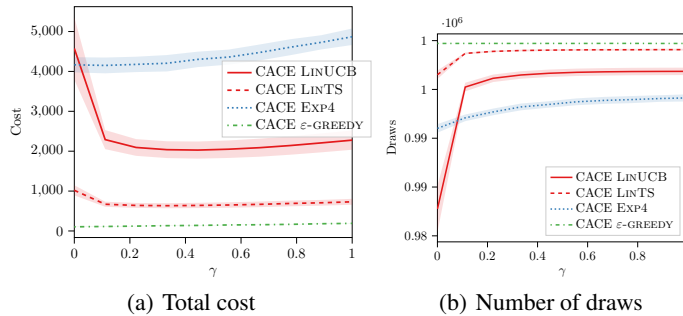 5,000
4,000
3,000
2,000
1,000
0
Cost
CACE LINUCB
CACE LINTS
CACE EXP4
CACE ε-GREEDY
0 0.2 0.4 0.6 0.8 1
γ
(a) Total cost
·10⁶
1
1
0.99
0.99
0.98
Draws
CACE LINUCB
CACE LINTS
CACE EXP4
CACE ε-GREEDY
0 0.2 0.4 0.6 0.8
γ
(b) Number of draws